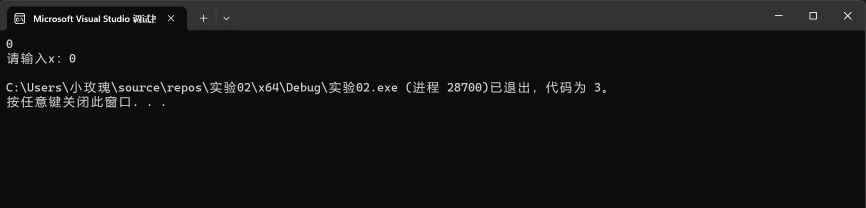 Microsoft Visual Studio 调试
0
请输入x: 0
C:\Users\小玫瑰\source\repos\实验02\x64\Debug\实验02.exe (进程 28700)已退出，代码为 3。
按任意键关闭此窗口. . .